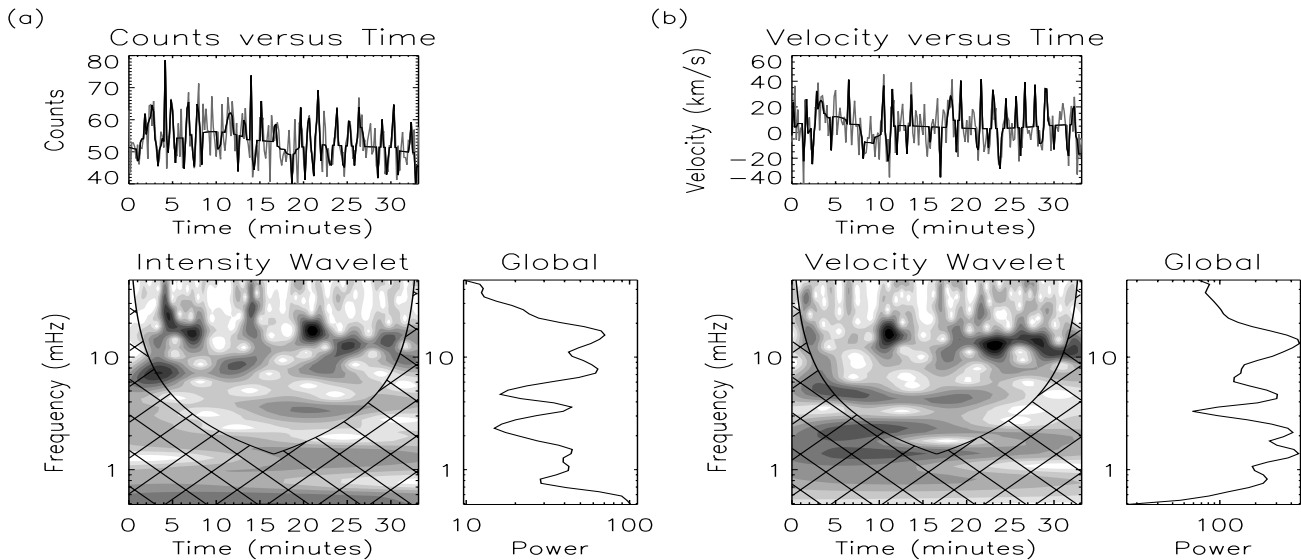 (a)
Counts versus Time
80
70
60
50
40
Counts
0 5 10 15 20 25 30
Time (minutes)
Intensity Wavelet
10
1
Frequency (mHz)
0 5 10 15 20 25 30
Time (minutes)
Global
10
1
10 100
Power
(b)
Velocity versus Time
60
40
20
0
−20
−40
Velocity (km/s)
0 5 10 15 20 25 30
Time (minutes)
Velocity Wavelet
10
1
Frequency (mHz)
0 5 10 15 20 25 30
Time (minutes)
Global
10
1
100
Power